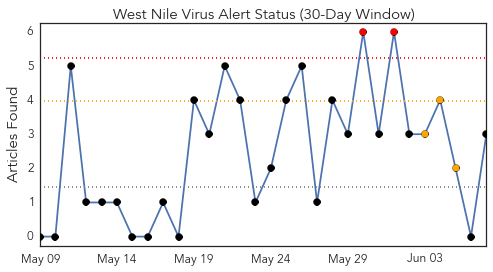 West Nile Virus Alert Status (30-Day Window)
Articles Found
6
5
4
3
2
1
0
May 09
May 14
May 19
May 24
May 29
Jun 03